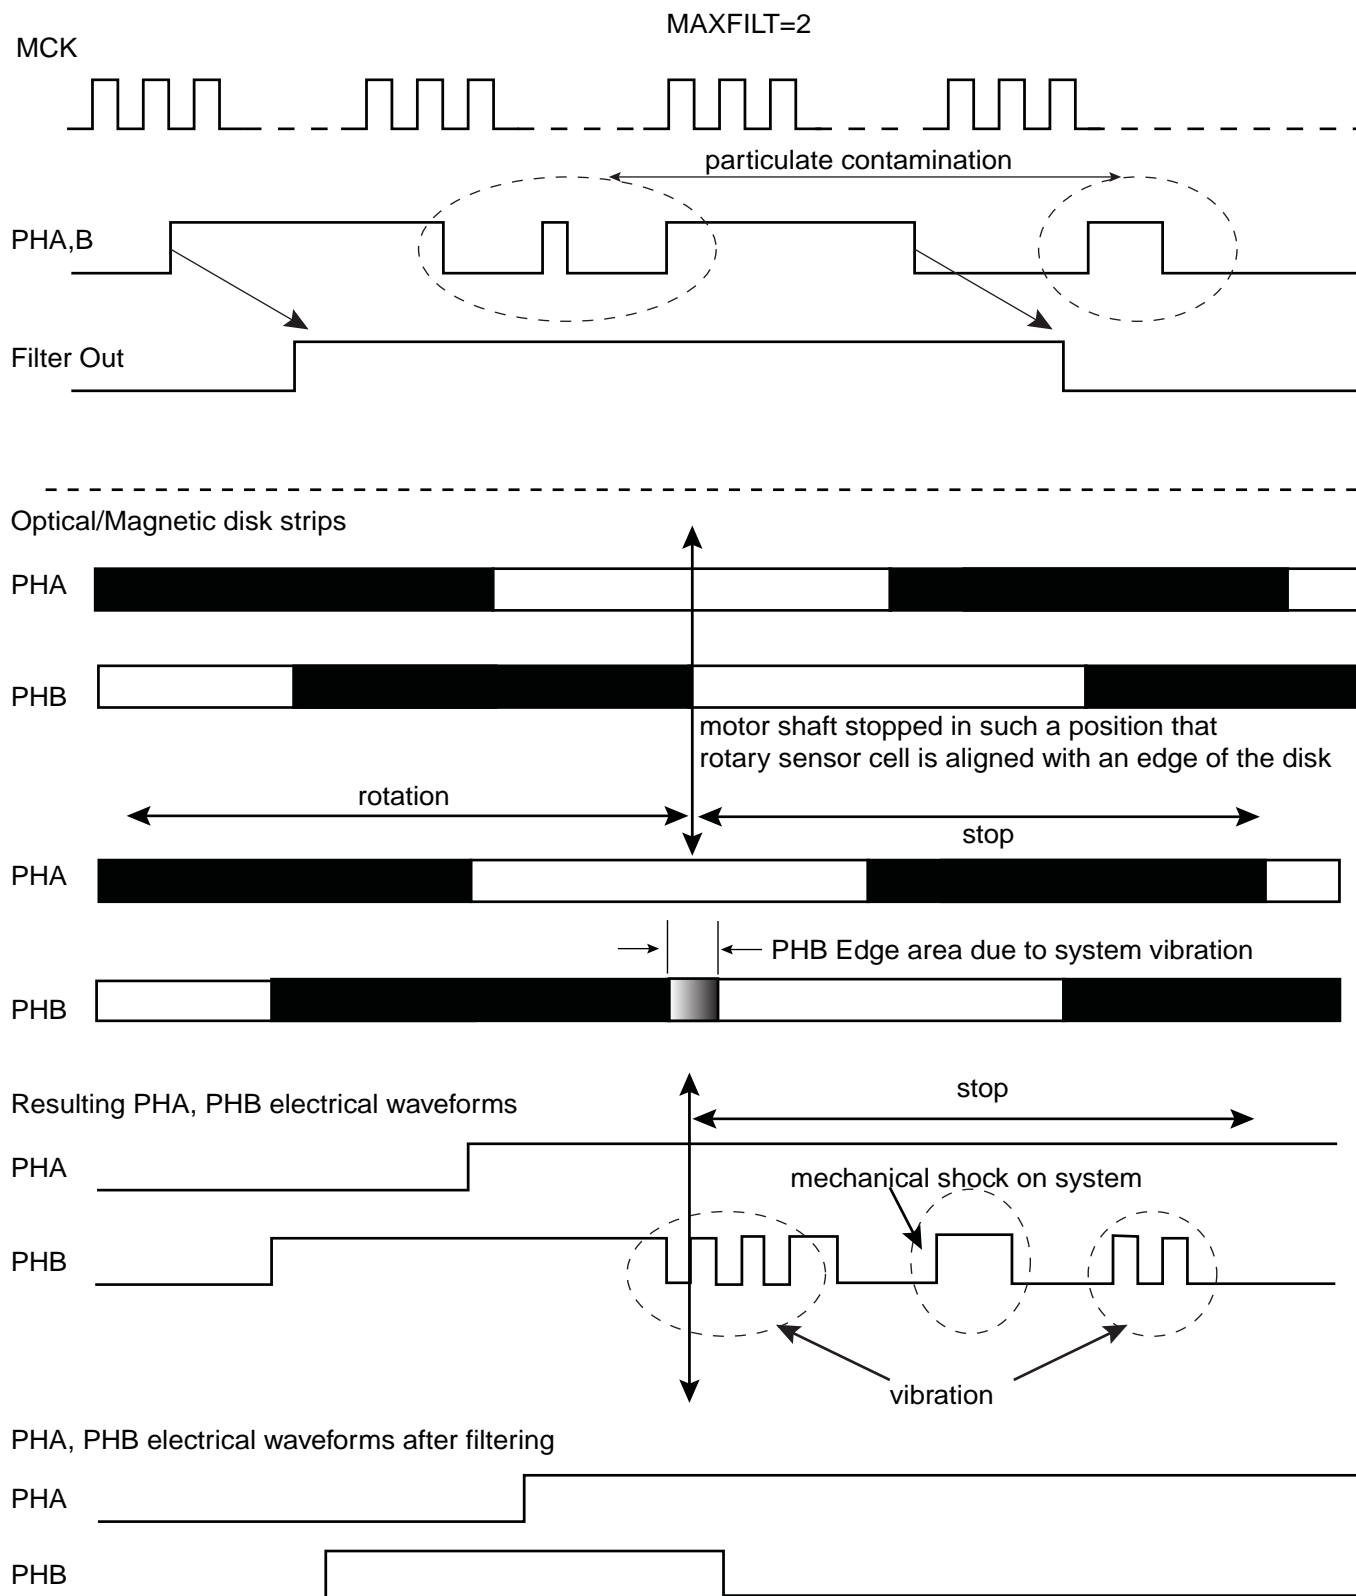 MAXFILT=2
MCK
particulate contamination
PHA,B
Filter Out
Optical/Magnetic disk strips
PHA
PHB
motor shaft stopped in such a position that
rotary sensor cell is aligned with an edge of the disk
rotation
stop
PHA
PHB Edge area due to system vibration
PHB
stop
Resulting PHA, PHB electrical waveforms
PHA
mechanical shock on system
PHB
vibration
PHA, PHB electrical waveforms after filtering
PHA
PHB